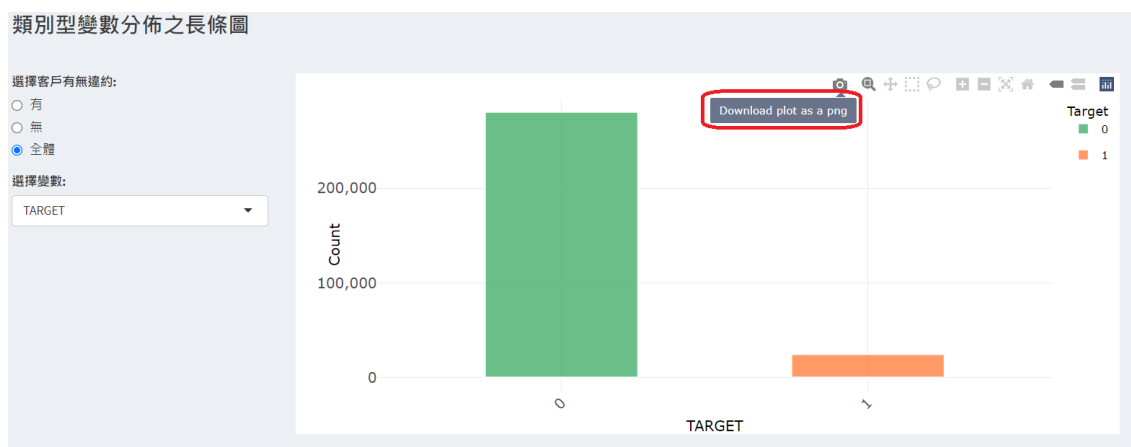 類別型變數分佈之長條圖
選擇客戶有無違約:
有
無
全體
選擇變數:
TARGET
Download plot as a png
Target
0
1
200,000
100,000
0
Count
0
1
TARGET